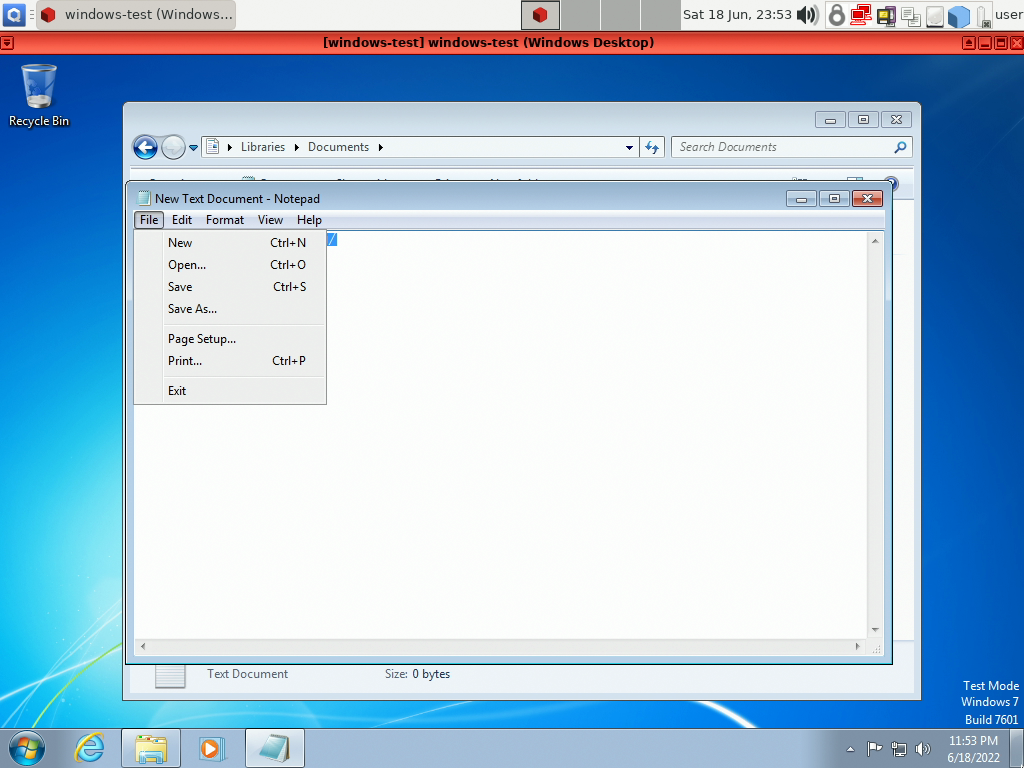 windows-test (Windows...
Sat 18 Jun, 23:53
user
[windows-test] windows-test (Windows Desktop)
Recycle Bin
Libraries
Documents
Search Documents
New Text Document - Notepad
File Edit Format View Help
/
New Ctrl+N
Open... Ctrl+O
Save Ctrl+S
Save As...
Page Setup...
Print... Ctrl+P
Exit
Text Document
Size: 0 bytes
Test Mode
Windows 7
Build 7601
11:53 PM
6/18/2022